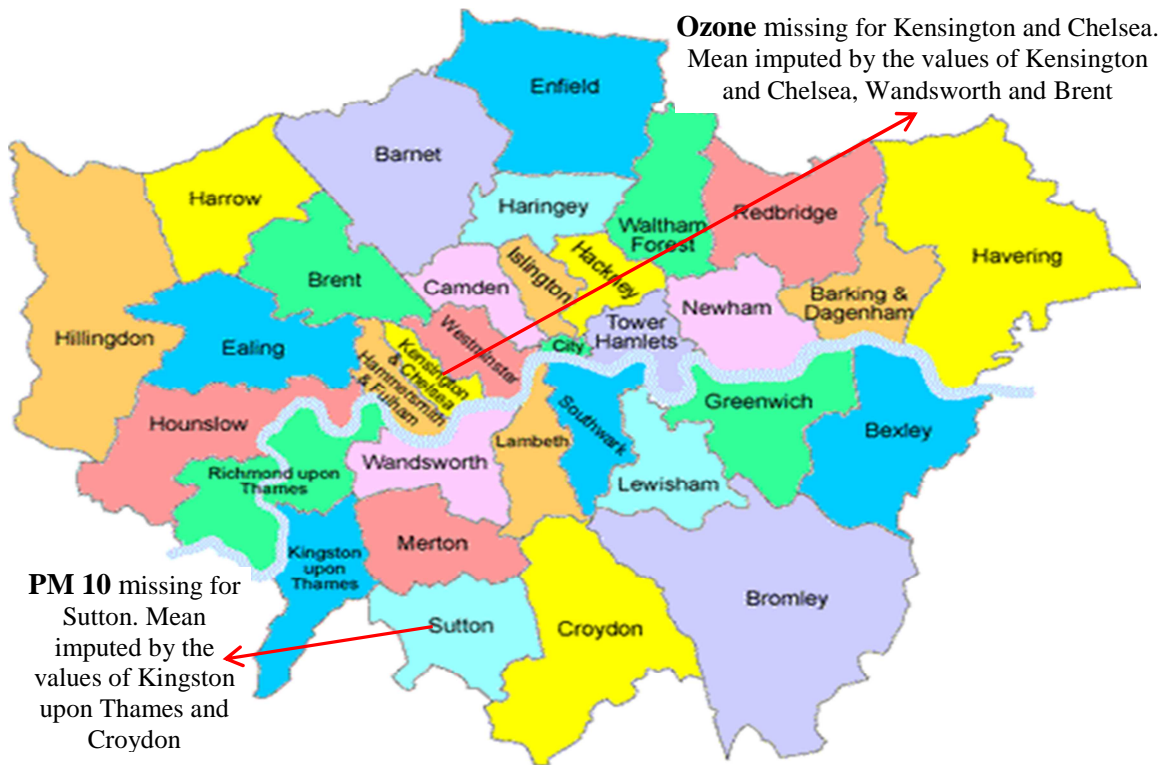 Ozone missing for Kensington and Chelsea.
Mean imputed by the values of Kensington
and Chelsea, Wandsworth and Brent
Enfield
Barnet
Harrow
Haringey
Waltham
Forest
Redbridge
Havering
Brent
Camden
Islington
Hackney
Hillingdon
Ealing
Kensington
& Chelsea
Hammersmith
& Fulham
Westminster
City
Tower
Hamlets
Newham
Barking &
Dagenham
Hounslow
Richmond upon
Thames
Wandsworth
Lambeth
Southwark
Lewisham
Greenwich
Bexley
Kingston
upon
Thames
Merton
Sutton
Croydon
Bromley
PM 10 missing for
Sutton. Mean
imputed by the
values of Kingston
upon Thames and
Croydon